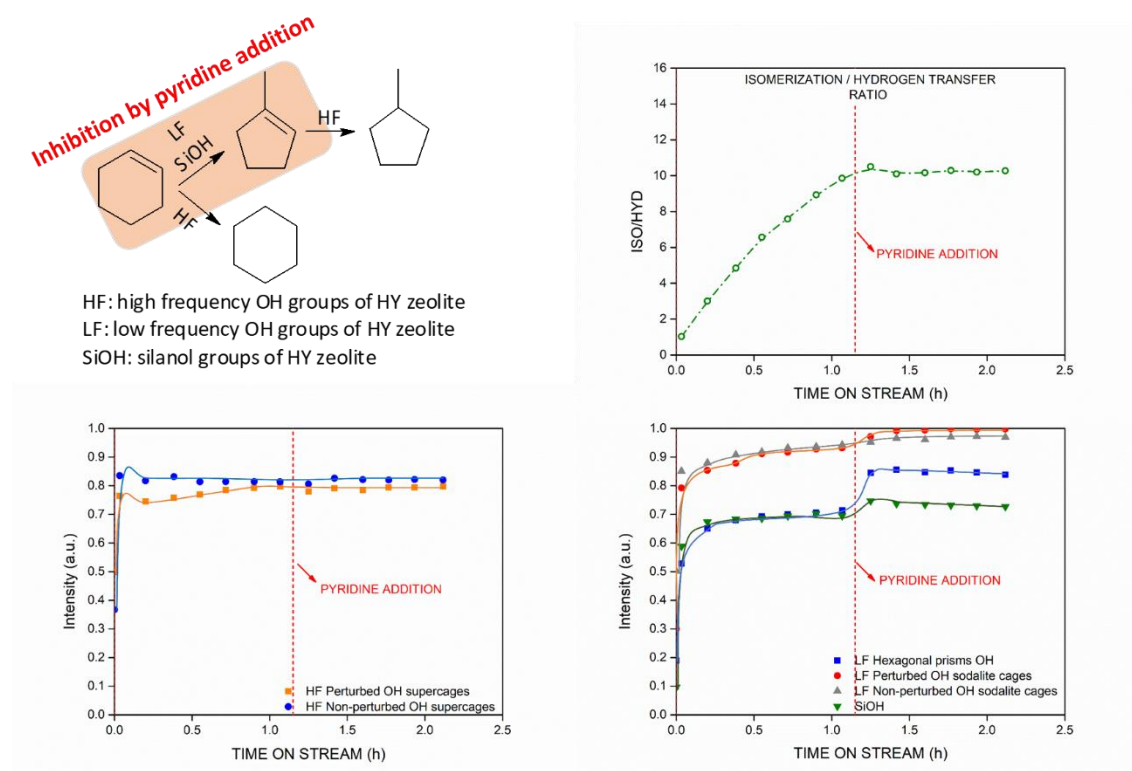 Inhibition by pyridine addition
LF
SiOH
HF
HF
HF: high frequency OH groups of HY zeolite
LF: low frequency OH groups of HY zeolite
SiOH: silanol groups of HY zeolite
16
14
12
10
8
6
4
2
0
ISO/HYD
ISOMERIZATION / HYDROGEN TRANSFER
RATIO
PYRIDINE ADDITION
0.0 0.5 1.0 1.5 2.0 2.5
TIME ON STREAM (h)
1.0
0.9
0.8
0.7
0.6
0.5
0.4
0.3
0.2
0.1
0.0
Intensity (a.u.)
PYRIDINE ADDITION
HF Perturbed OH supercages
HF Non-perturbed OH supercages
0.0 0.5 1.0 1.5 2.0 2.5
TIME ON STREAM (h)
1.0
0.9
0.8
0.7
0.6
0.5
0.4
0.3
0.2
0.1
0.0
Intensity (a.u.)
PYRIDINE ADDITION
LF Hexagonal prisms OH
LF Perturbed OH sodalite cages
LF Non-perturbed OH sodalite cages
SiOH
0.0 0.5 1.0 1.5 2.0 2.5
TIME ON STREAM (h)